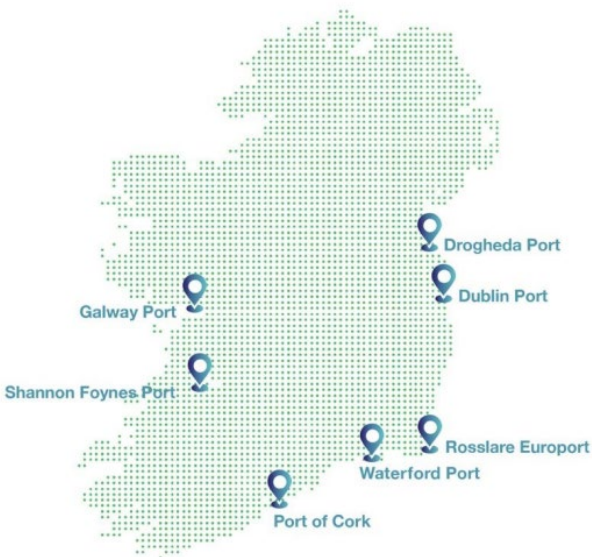 Drogheda Port
Dublin Port
Galway Port
Shannon Foynes Port
Rosslare Europort
Waterford Port
Port of Cork